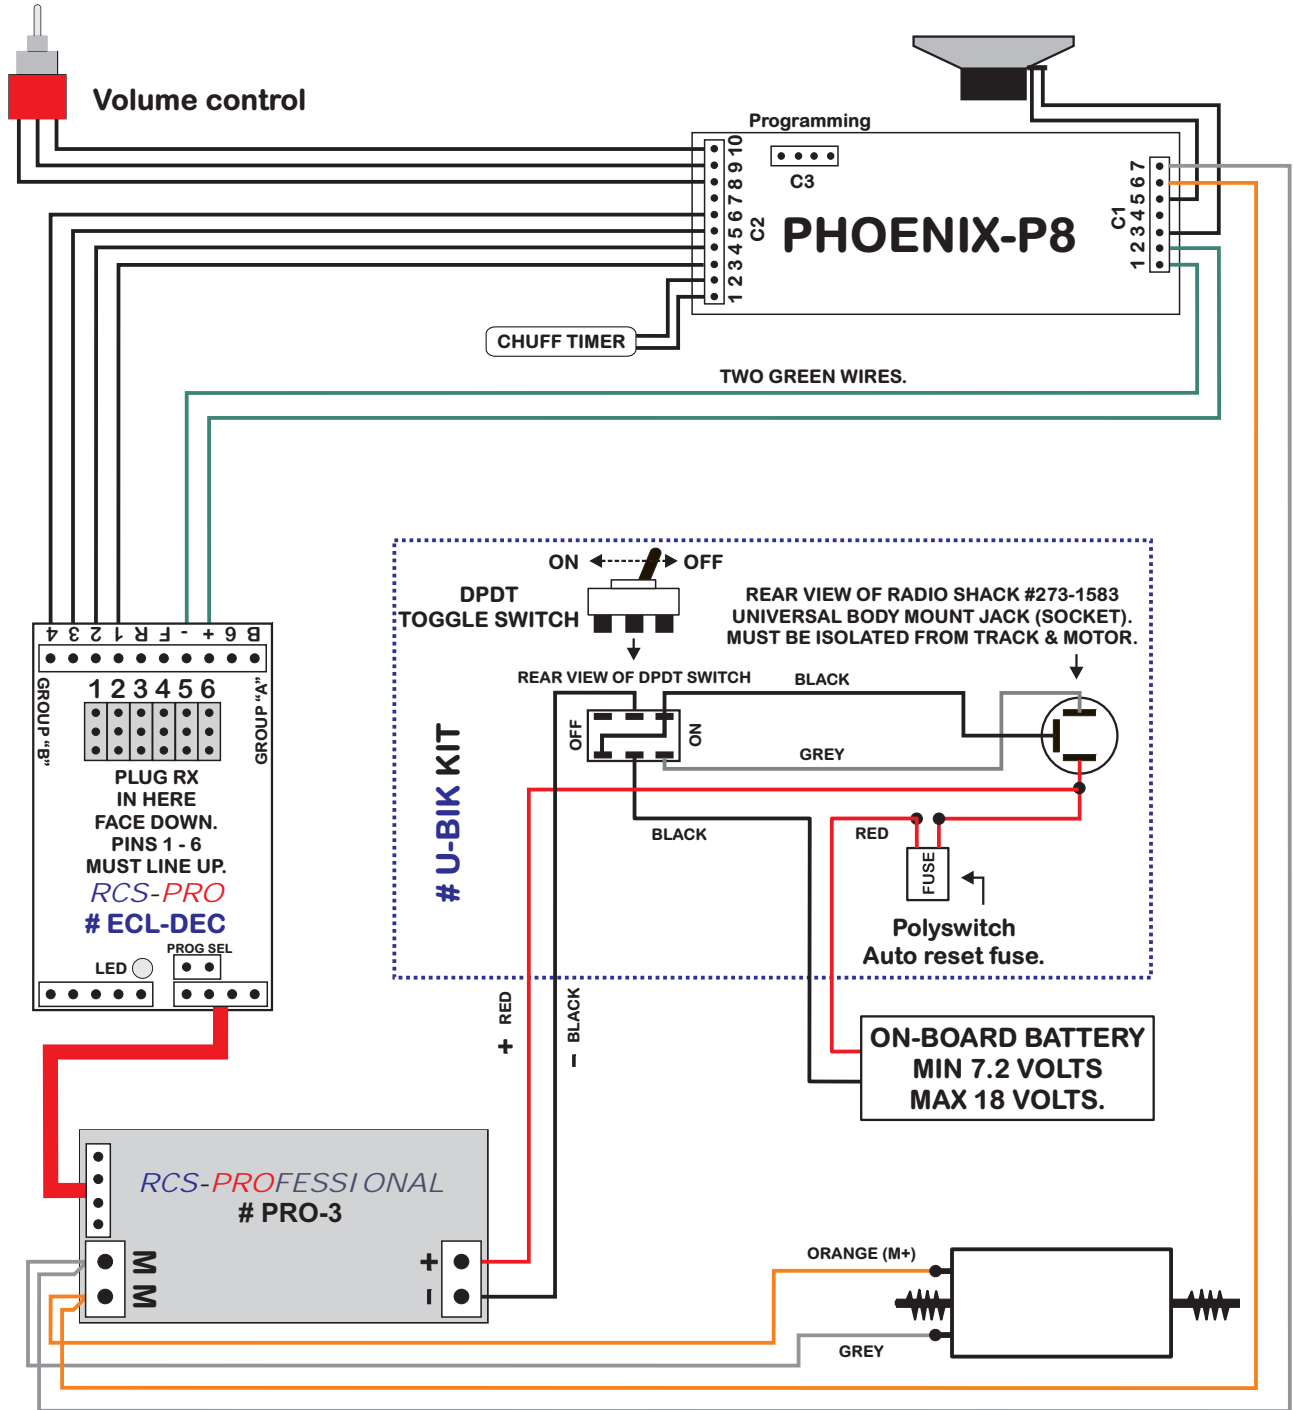 Volume control
Programming
C3
PHOENIX-P8
C2
1 2 3 4 5 6 7 8 9 10
C1
1 2 3 4 5 6 7
CHUFF TIMER
TWO GREEN WIRES.
ON
OFF
DPDT
TOGGLE SWITCH
REAR VIEW OF RADIO SHACK #273-1583
UNIVERSAL BODY MOUNT JACK (SOCKET).
MUST BE ISOLATED FROM TRACK & MOTOR.
REAR VIEW OF DPDT SWITCH
BLACK
OFF
ON
GREY
BLACK
RED
FUSE
Polyswitch
Auto reset fuse.
# U-BIK KIT
4 3 2 1 R F - + 6 B
GROUP "B"
GROUP "A"
1 2 3 4 5 6
PLUG RX
IN HERE
FACE DOWN.
PINS 1 - 6
MUST LINE UP.
RCS-PRO
# ECL-DEC
PROG SEL
LED
+ RED
– BLACK
ON-BOARD BATTERY
MIN 7.2 VOLTS
MAX 18 VOLTS.
RCS-PROFESSIONAL
# PRO-3
M M
+
–
ORANGE (M+)
GREY